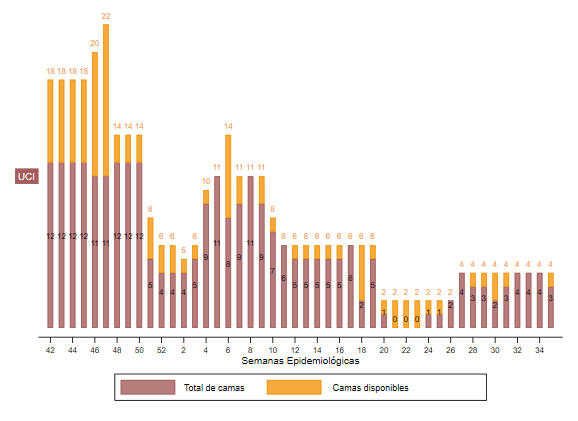 22
20
18 18 18 18
14 14 14 14
10 11 11 11 11
8 6 6 5 6 8 6 6 6 6 6 6 6 6 6
2 2 2 2 2 2 2 4 4 4 4 4 4 4 4 4
UCI
12 12 12 12 11 11 12 12 12 5 4 4 4 5 9 11 8 9 11 9 7 6 5 5 5 5 5 6 2 5 1 0 0 0 1 1 2 4 3 3 2 3 4 4 4 3
42 44 46 48 50 52 2 4 6 8 10 12 14 16 18 20 22 24 26 28 30 32 34
Semanas Epidemiológicas
Total de camas Camas disponibles